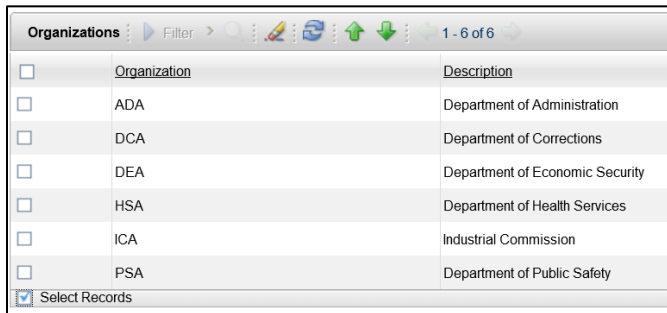 Organizations Filter 1 - 6 of 6
Organization Description
ADA Department of Administration
DCA Department of Corrections
DEA Department of Economic Security
HSA Department of Health Services
ICA Industrial Commission
PSA Department of Public Safety
Select Records